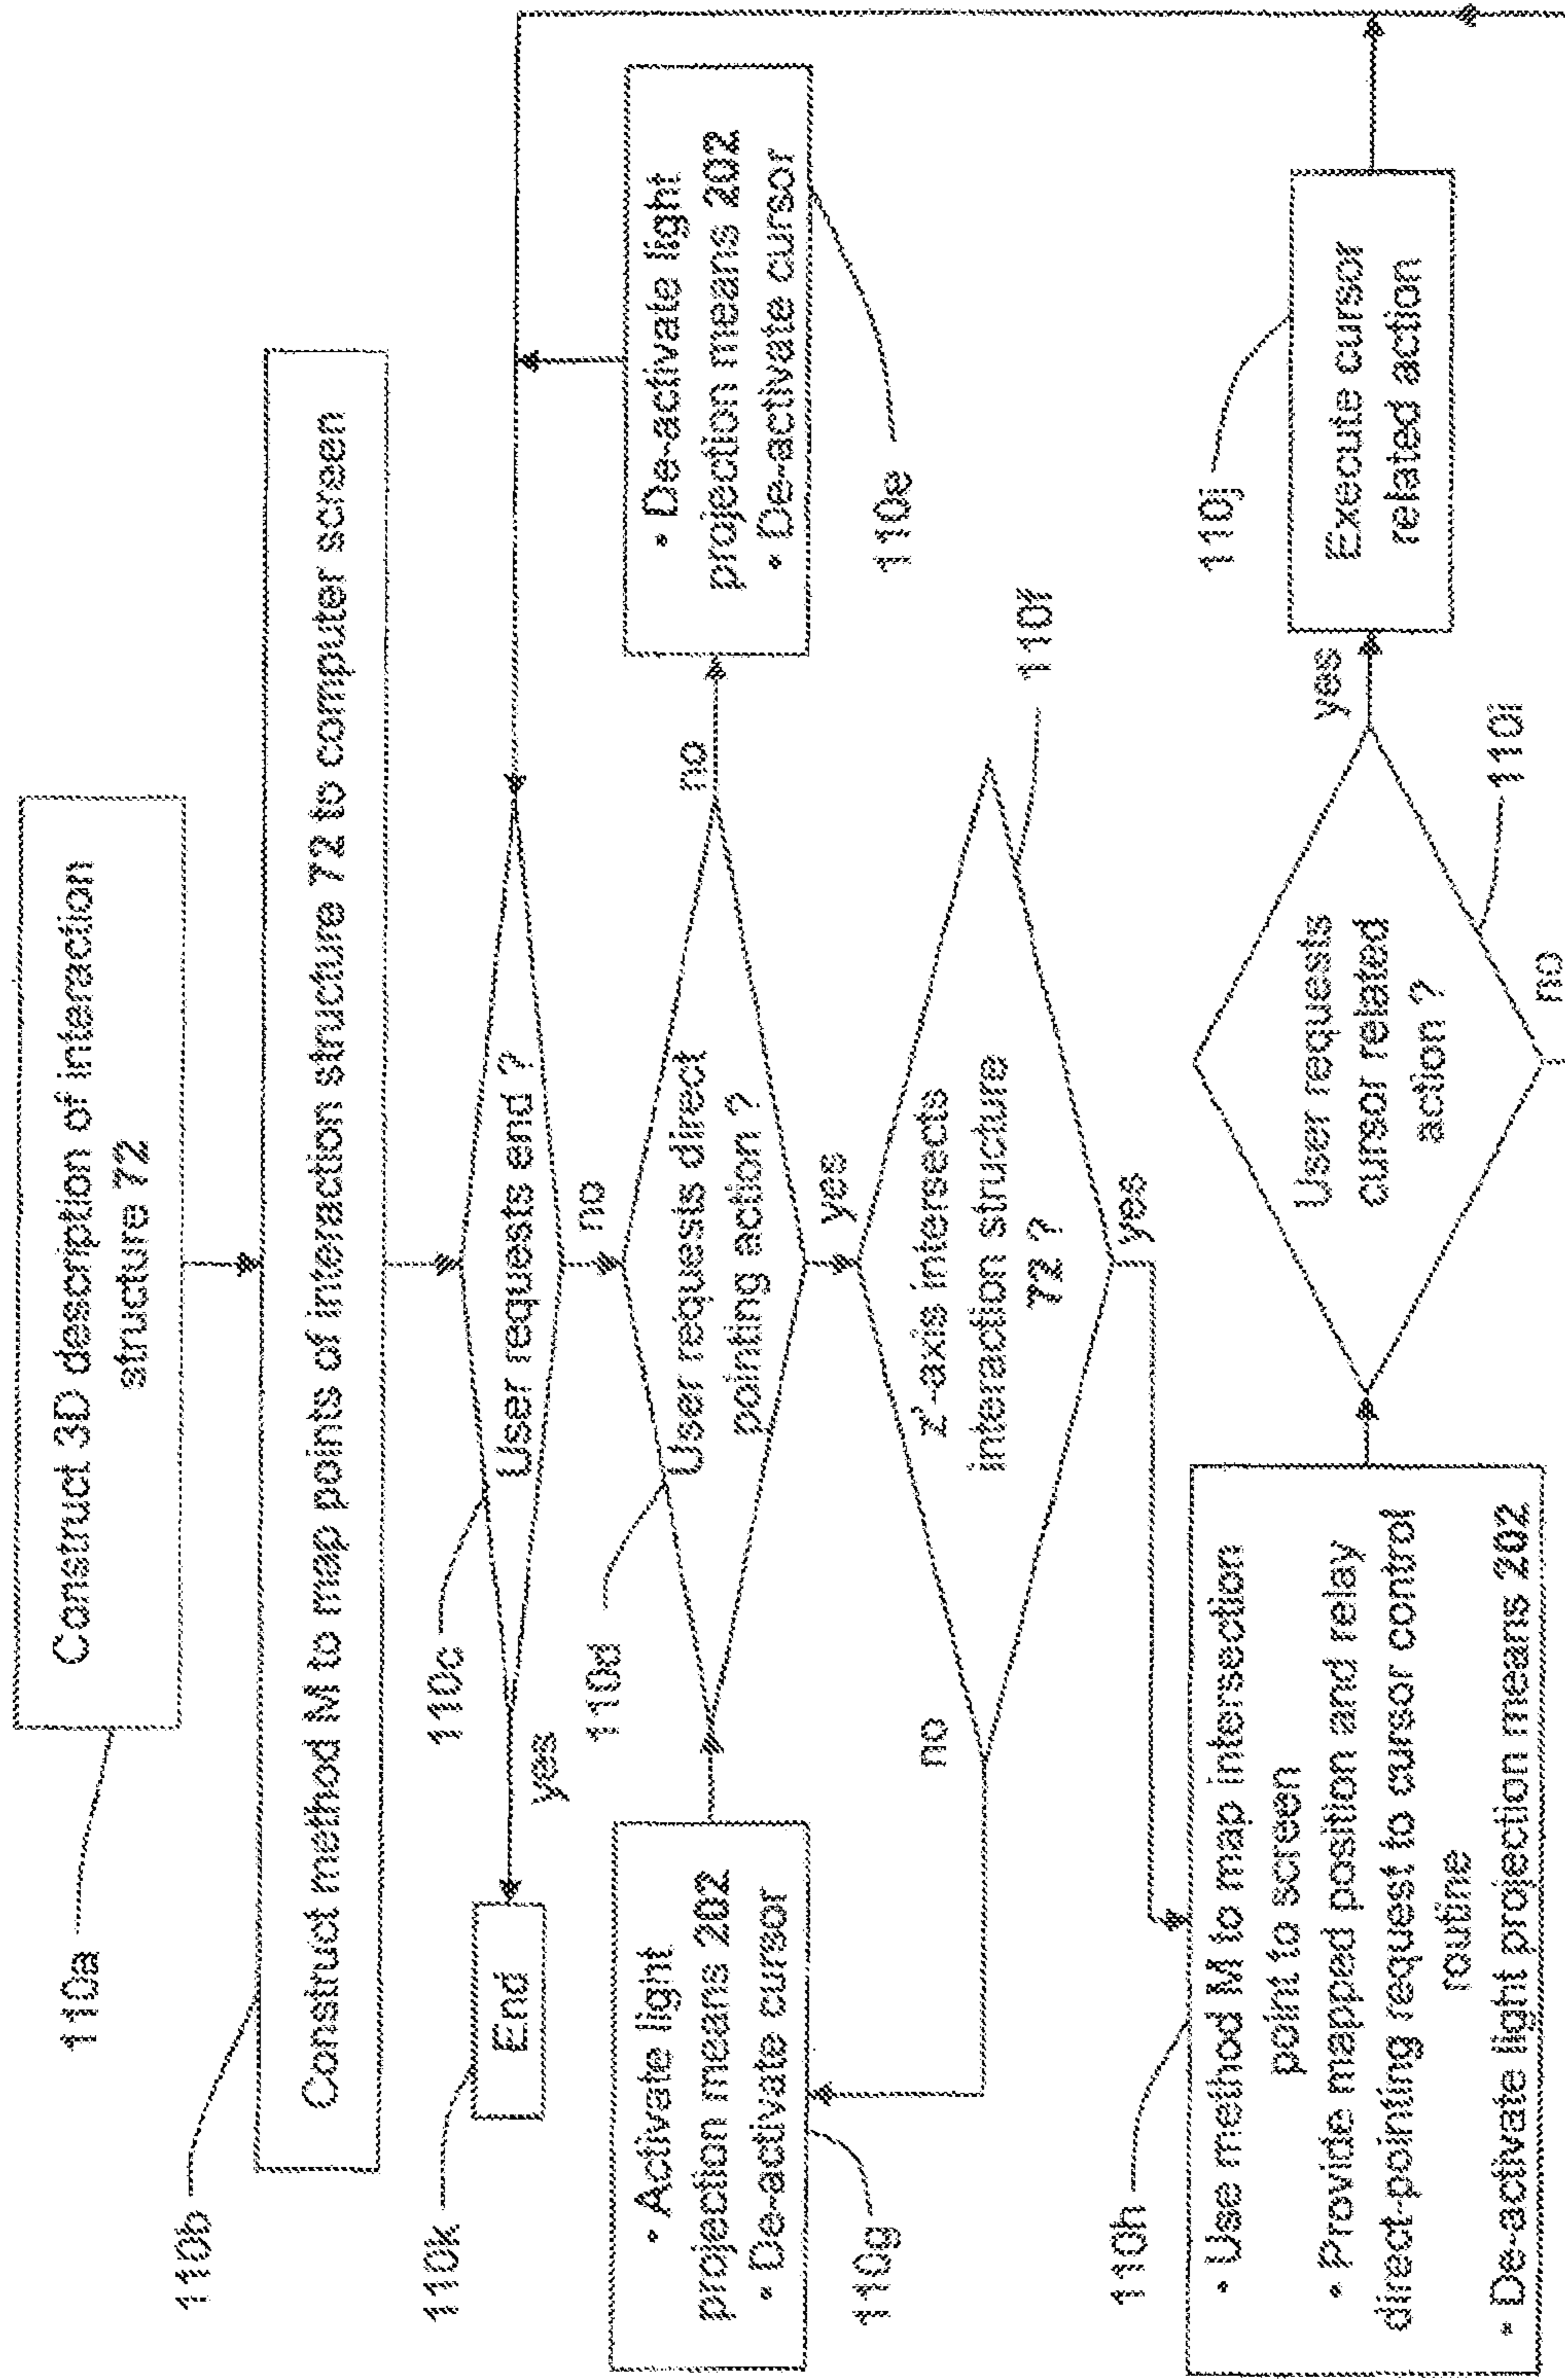 110a
Construct 3D description of interaction
structure 72
110b
Construct method M to map points of interaction structure 72 to computer screen
110c
User requests end ?
yes
no
110k
End
110d
User requests direct
pointing action ?
no
yes
• De-activate light
projection means 202
• De-activate cursor
110e
• Activate light
projection means 202
• De-activate cursor
110g
z'-axis intersects
interaction structure
72 ?
110f
no
yes
110h
• Use method M to map intersection
point to screen
• Provide mapped position and relay
direct-pointing request to cursor control
routine
• De-activate light projection means 202
User requests
cursor related
action ?
110i
yes
no
110j
Execute cursor
related action